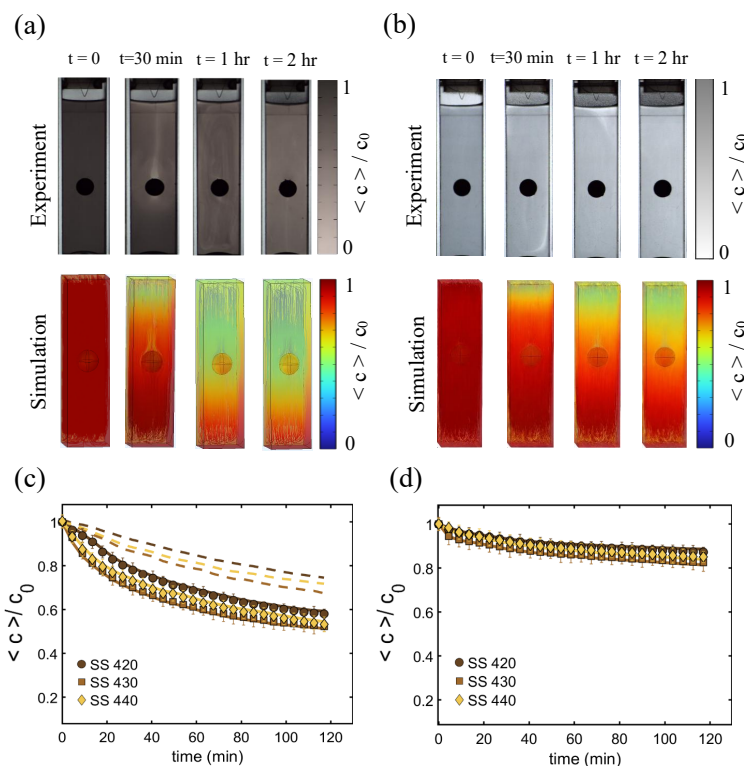 (a)
t = 0 t=30 min t = 1 hr t = 2 hr
Experiment
1
< c > / c₀
0
Simulation
1
< c > / c₀
0
(b)
t = 0 t=30 min t = 1 hr t = 2 hr
Experiment
1
< c > / c₀
0
Simulation
1
< c > / c₀
0
(c)
< c >/ c₀
1
0.8
0.6
0.4
0.2
SS 420
SS 430
SS 440
0 20 40 60 80 100 120
time (min)
(d)
< c >/ c₀
1
0.8
0.6
0.4
0.2
SS 420
SS 430
SS 440
0 20 40 60 80 100 120
time (min)